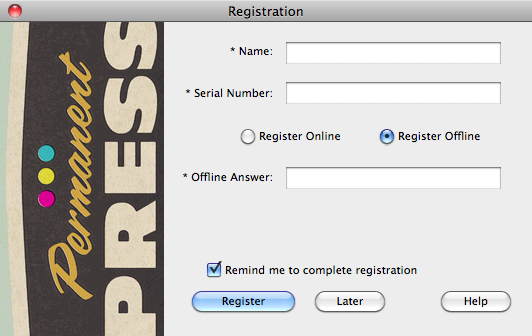 Registration
Permanent
PRESS
* Name:
* Serial Number:
Register Online
Register Offline
* Offline Answer:
Remind me to complete registration
Register
Later
Help